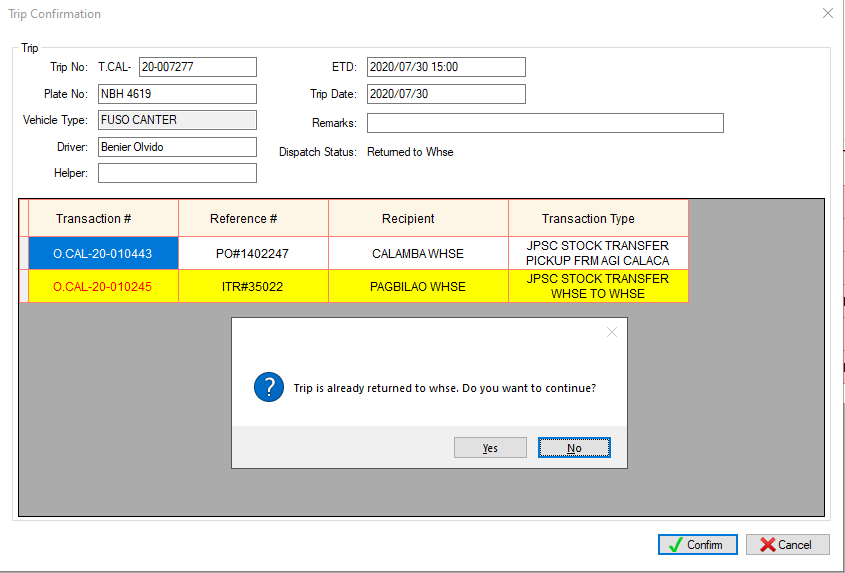 Trip Confirmation
Trip
Trip No: T.CAL- 20-007277 ETD: 2020/07/30 15:00
Plate No: NBH 4619 Trip Date: 2020/07/30
Vehicle Type: FUSO CANTER Remarks:
Driver: Benier Olvido Dispatch Status: Returned to Whse
Helper:
Transaction # Reference # Recipient Transaction Type
O.CAL-20-010443 PO#1402247 CALAMBA WHSE JPSC STOCK TRANSFER
PICKUP FRM AGI CALACA
O.CAL-20-010245 ITR#35022 PAGBILAO WHSE JPSC STOCK TRANSFER
WHSE TO WHSE
? Trip is already returned to whse. Do you want to continue?
Yes No
Confirm Cancel